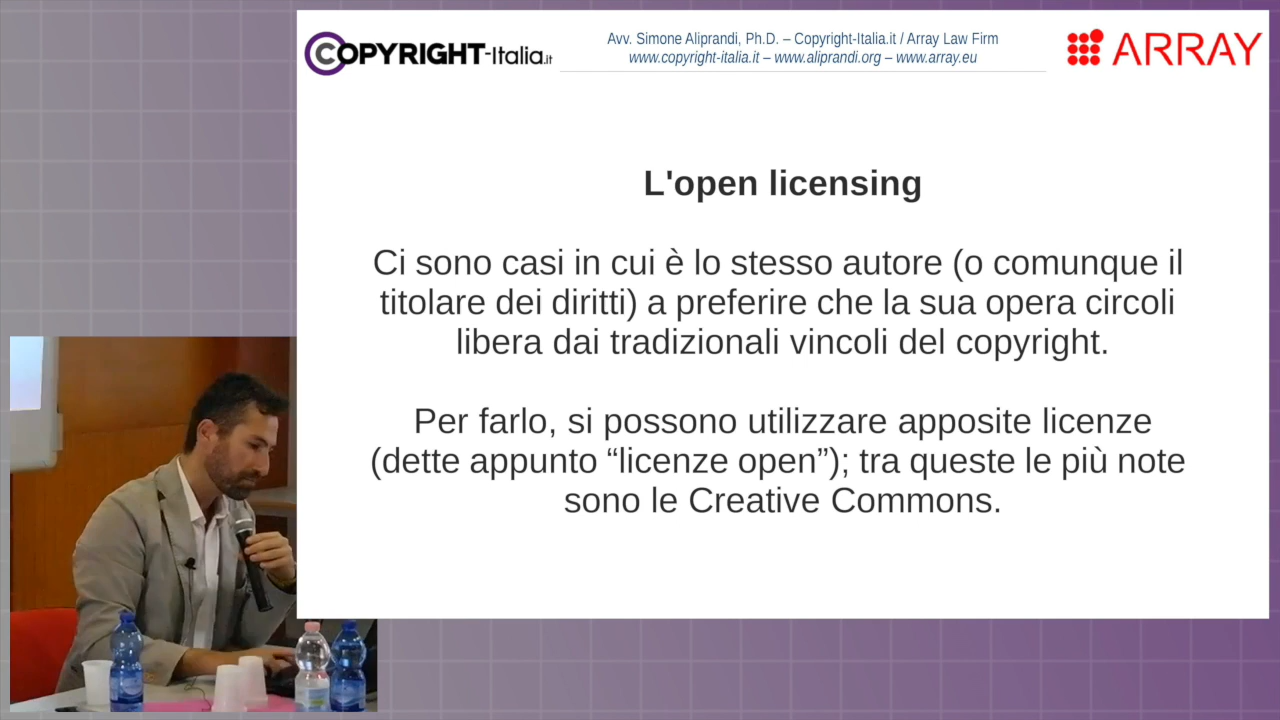 COPYRIGHT-Italia.it
Avv. Simone Aliprandi, Ph.D. – Copyright-Italia.it / Array Law Firm
www.copyright-italia.it – www.aliprandi.org – www.array.eu
ARRAY
L'open licensing
Ci sono casi in cui è lo stesso autore (o comunque il
titolare dei diritti) a preferire che la sua opera circoli
libera dai tradizionali vincoli del copyright.
Per farlo, si possono utilizzare apposite licenze
(dette appunto “licenze open”); tra queste le più note
sono le Creative Commons.